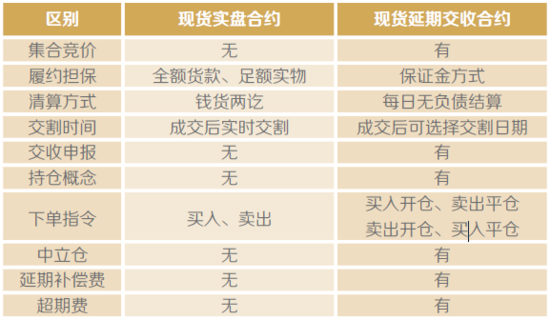 区别 现货实盘合约 现货延期交收合约
集合竞价 无 有
履约担保 全额货款、足额实物 保证金方式
清算方式 钱货两讫 每日无负债结算
交割时间 成交后实时交割 成交后可选择交割日期
交收申报 无 有
持仓概念 无 有
下单指令 买入、卖出 买入开仓、卖出平仓
卖出开仓、买入平仓
中立仓 无 有
延期补偿费 无 有
超期费 无 有